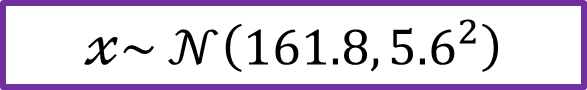 𝑥~ 𝒩(161.8, 5.6²)